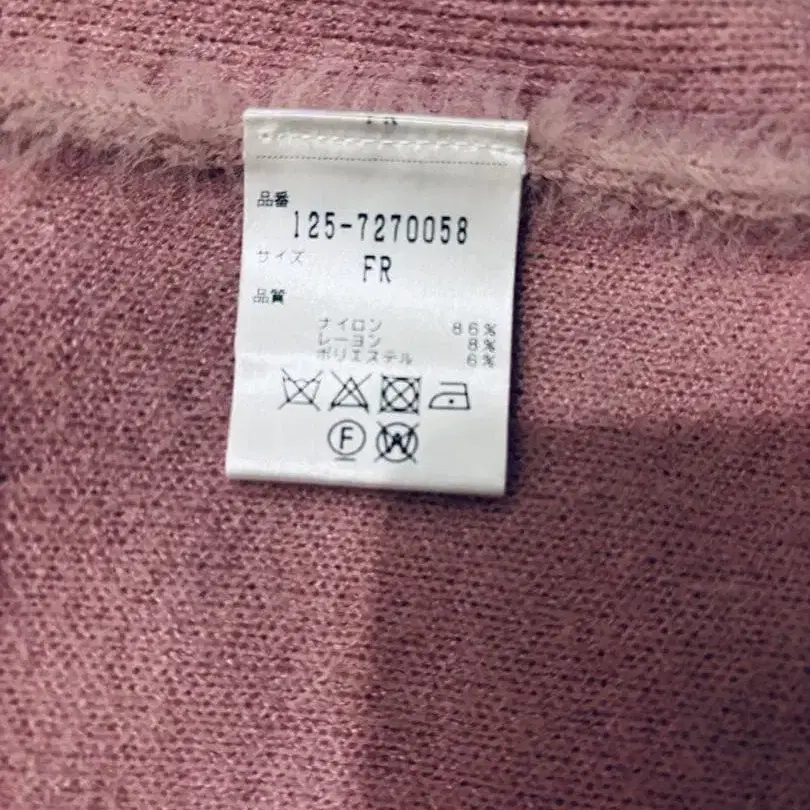 品番
125-7270058
サイズ
FR
品質
ナイロン 86%
レーヨン 8%
ポリエステル 6%
F
W